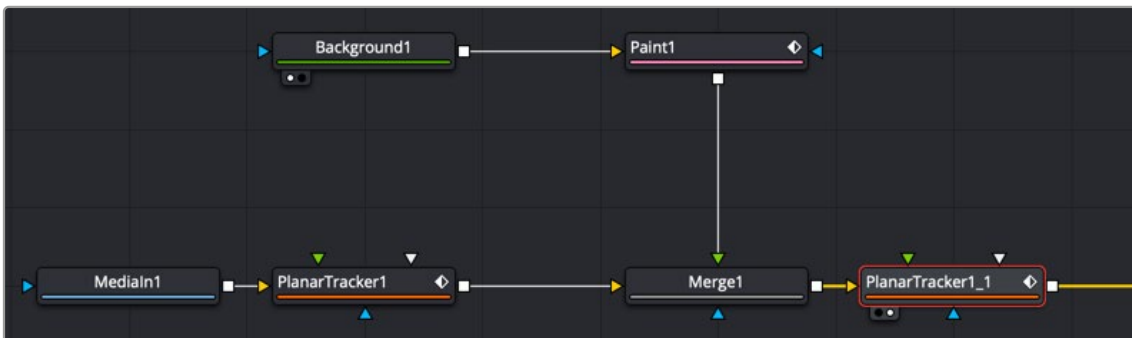 Background1
Paint1
MediaIn1
PlanarTracker1
Merge1
PlanarTracker1_1